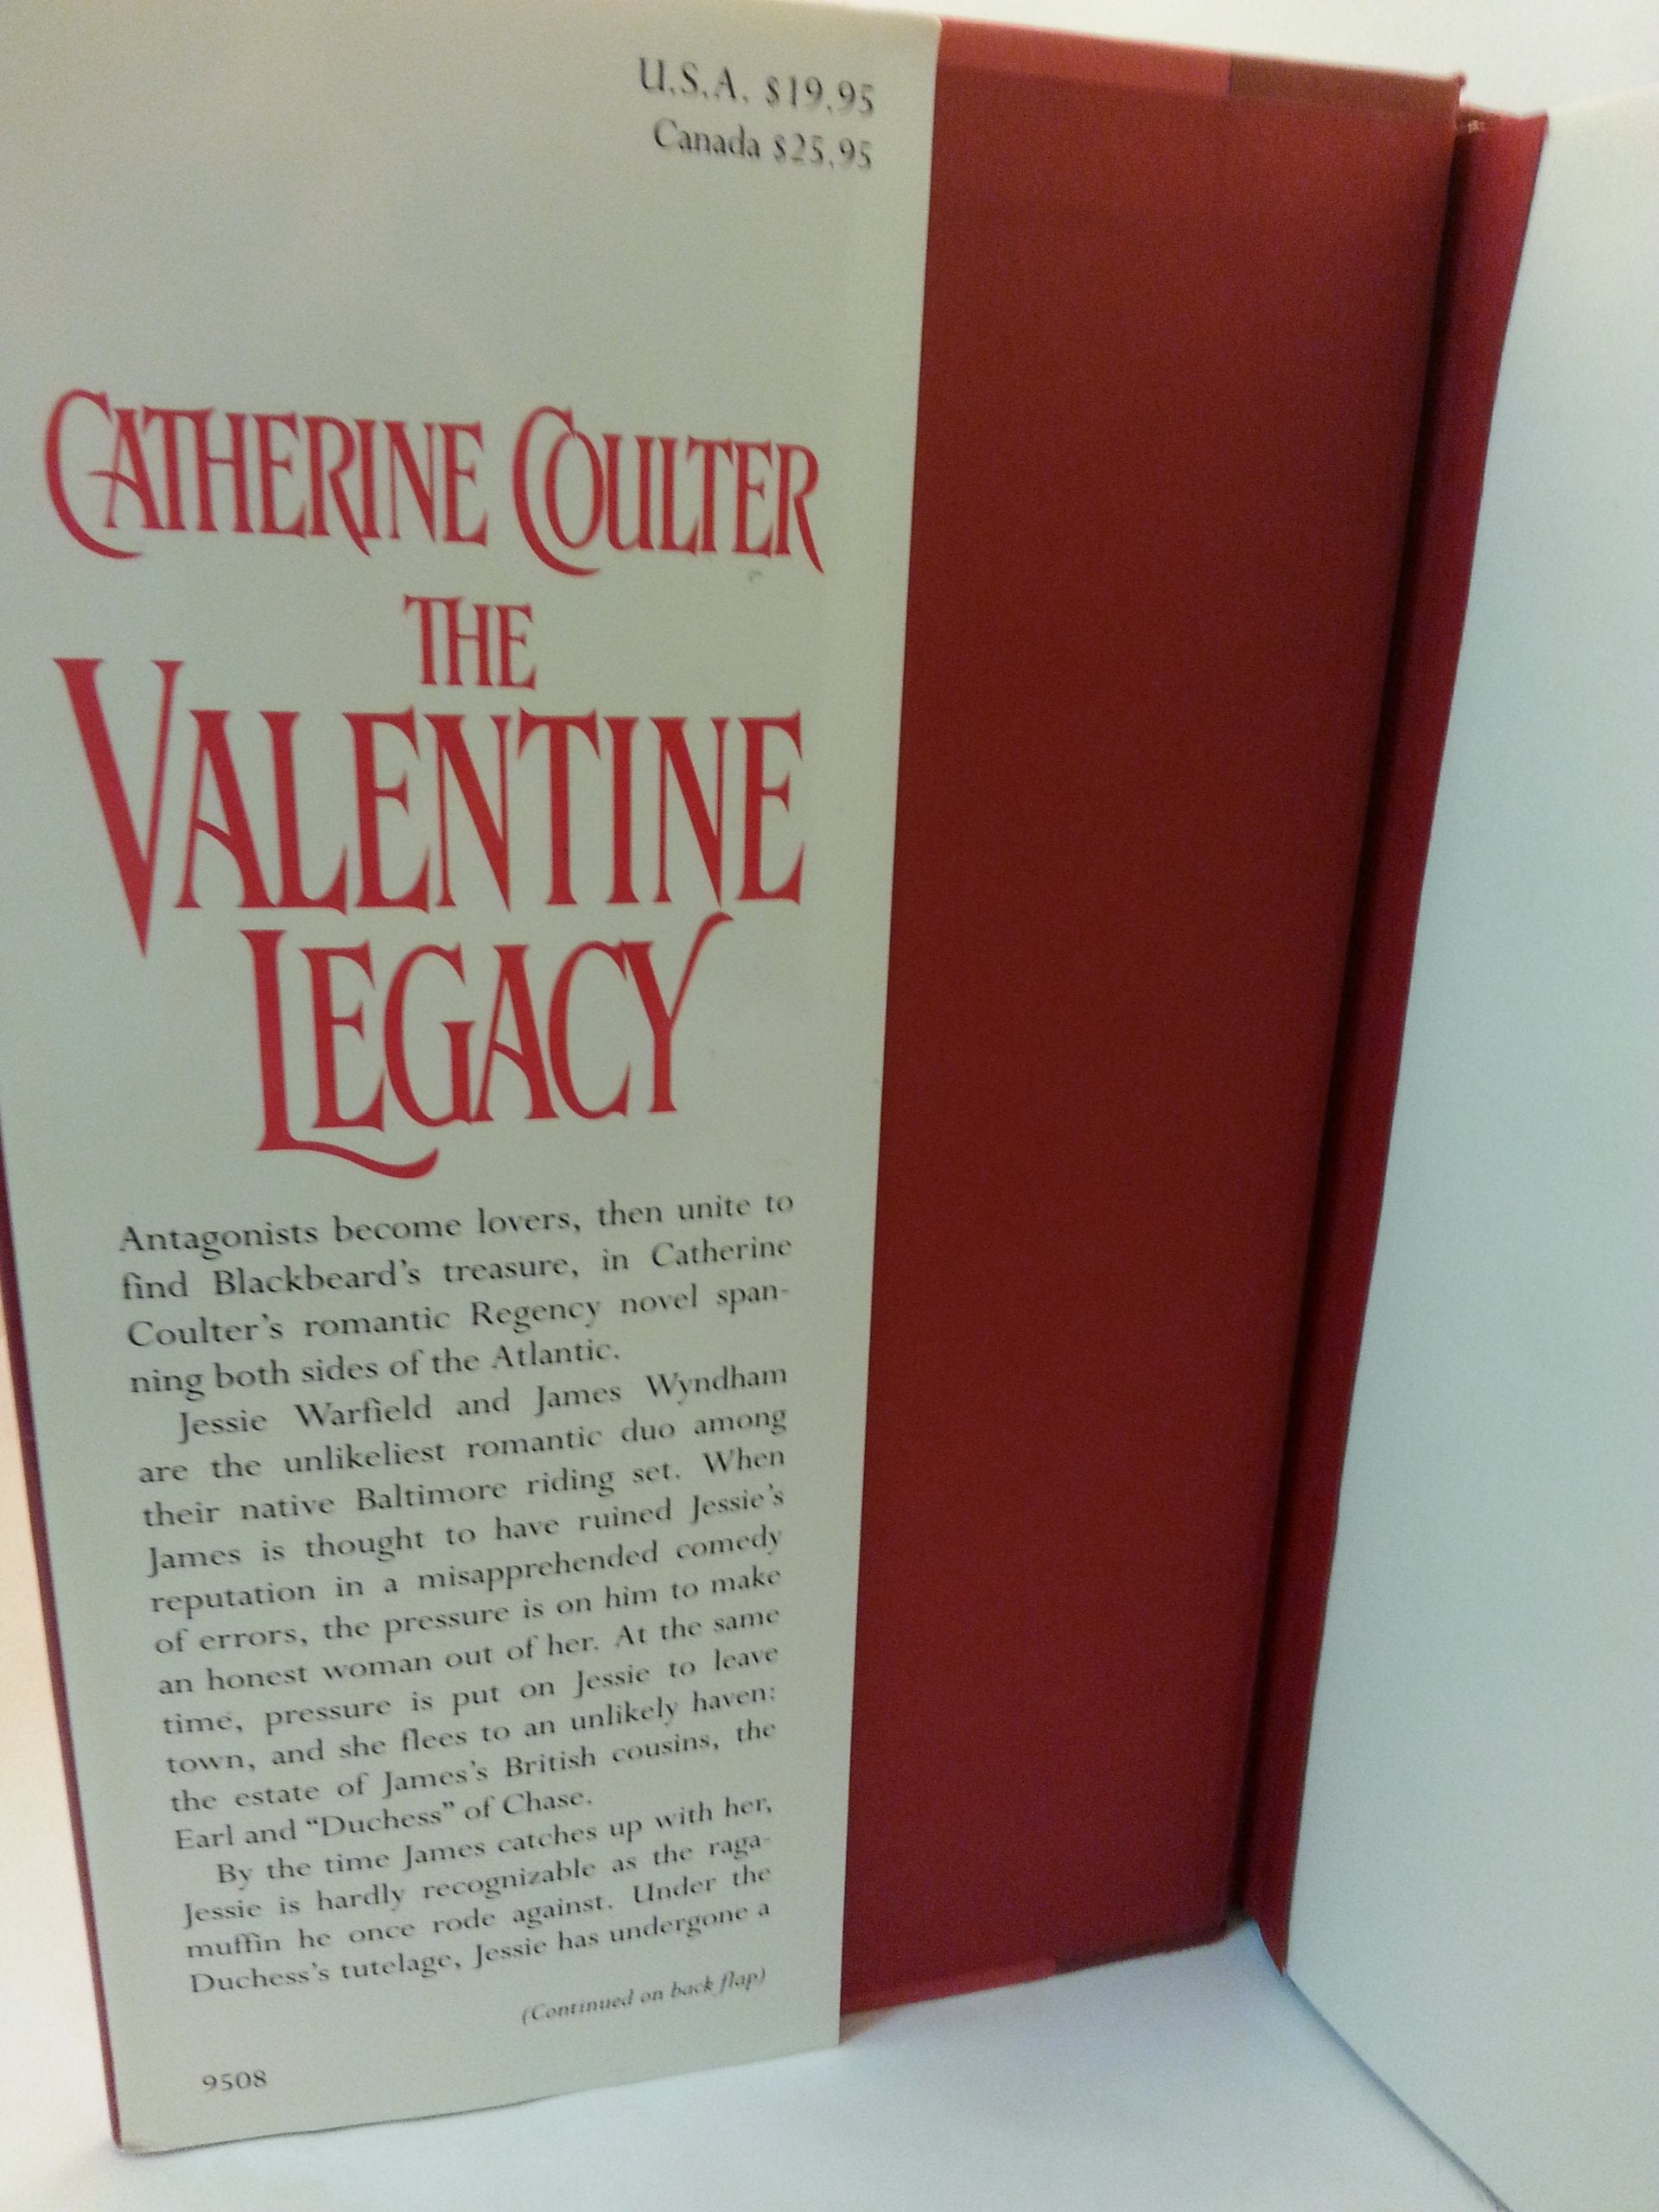 U.S.A. $19.95
Canada $25.95
CATHERINE COULTER
THE
VALENTINE
LEGACY
Antagonists become lovers, then unite to
find Blackbeard's treasure, in Catherine
Coulter's romantic Regency novel span-
ning both sides of the Atlantic.
Jessie Warfield and James Wyndham
are the unlikeliest romantic duo among
their native Baltimore riding set. When
James is thought to have ruined Jessie's
reputation in a misapprehended comedy
of errors, the pressure is on him to make
an honest woman out of her. At the same
time, pressure is put on Jessie to leave
town, and she flees to an unlikely haven:
the estate of James's British cousins, the
Earl and "Duchess" of Chase.
By the time James catches up with her,
Jessie is hardly recognizable as the raga-
muffin he once rode against. Under the
Duchess's tutelage, Jessie has undergone a
(Continued on back flap)
9508